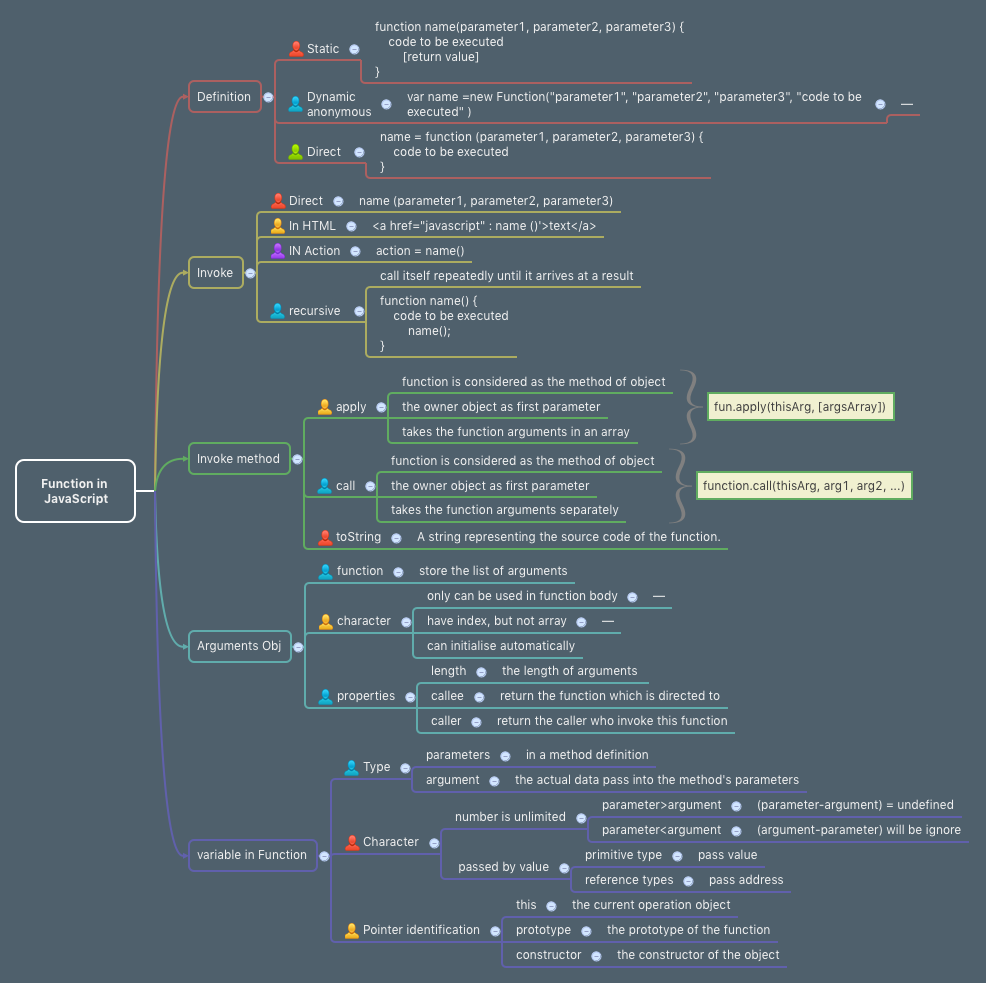 Function in
JavaScript
Definition
Static
function name(parameter1, parameter2, parameter3) {
code to be executed
[return value]
}
Dynamic
anonymous
var name =new Function("parameter1", "parameter2", "parameter3", "code to be
executed" )
—
Direct
name = function (parameter1, parameter2, parameter3) {
code to be executed
}
Invoke
Direct
name (parameter1, parameter2, parameter3)
In HTML
<a href="javascript" : name ()'>text</a>
IN Action
action = name()
recursive
call itself repeatedly until it arrives at a result
function name() {
code to be executed
name();
}
Invoke method
apply
function is considered as the method of object
the owner object as first parameter
takes the function arguments in an array
fun.apply(thisArg, [argsArray])
call
function is considered as the method of object
the owner object as first parameter
takes the function arguments separately
function.call(thisArg, arg1, arg2, ...)
toString
A string representing the source code of the function.
Arguments Obj
function
store the list of arguments
character
only can be used in function body
—
have index, but not array
—
can initialise automatically
properties
length
the length of arguments
callee
return the function which is directed to
caller
return the caller who invoke this function
variable in Function
Type
parameters
in a method definition
argument
the actual data pass into the method's parameters
Character
number is unlimited
parameter>argument
(parameter-argument) = undefined
parameter<argument
(argument-parameter) will be ignore
passed by value
primitive type
pass value
reference types
pass address
Pointer identification
this
the current operation object
prototype
the prototype of the function
constructor
the constructor of the object